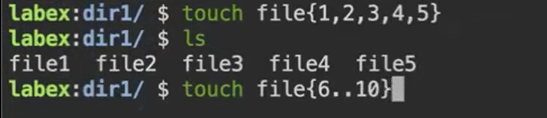 labex:dir1/ $ touch file{1,2,3,4,5}
labex:dir1/ $ ls
file1  file2  file3  file4  file5
labex:dir1/ $ touch file{6..10}